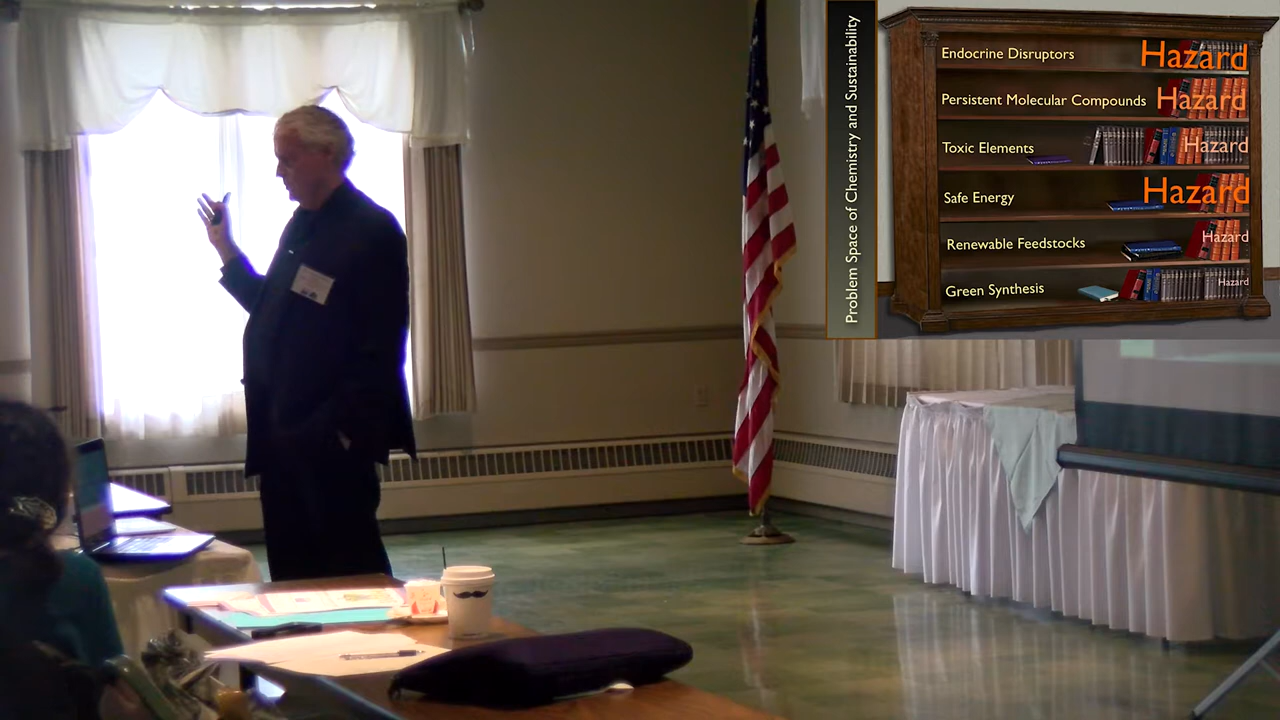 Problem Space of Chemistry and Sustainability
Endocrine Disruptors Hazard
Persistent Molecular Compounds Hazard
Toxic Elements Hazard
Safe Energy Hazard
Renewable Feedstocks Hazard
Green Synthesis Hazard